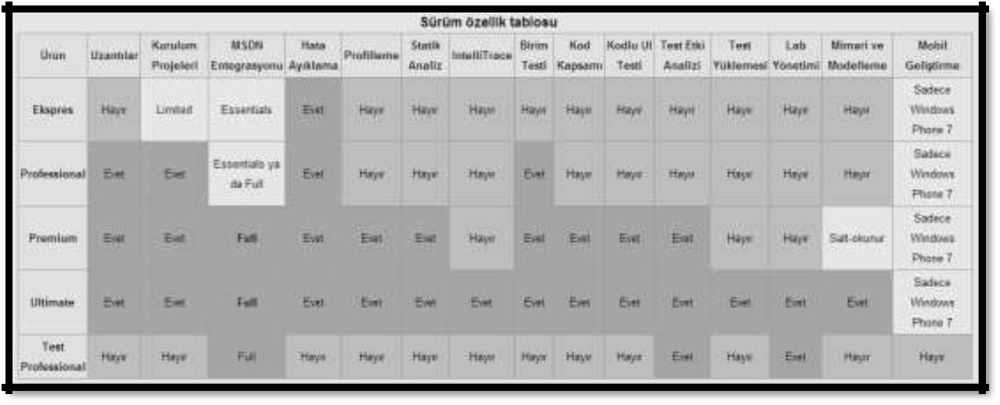 Sürüm özellik tablosu
Ürün Uzantılar Kurulum Projeleri MSDN Entegrasyonu Hata Ayıklama Profilleme Statik Analiz IntelliTrace Birim Testi Kod Kapsamı Kodlu UI Testi Test Etki Analizi Test Yüklemesi Lab Yönetimi Mimari ve Modelleme Mobil Geliştirme
Ekspres Hayır Limited Essentials Evet Hayır Hayır Hayır Hayır Hayır Hayır Hayır Hayır Hayır Hayır Sadece Windows Phone 7
Professional Evet Evet Essentials ya da Full Evet Hayır Hayır Hayır Evet Hayır Hayır Hayır Hayır Hayır Hayır Sadece Windows Phone 7
Premium Evet Evet Full Evet Evet Evet Hayır Evet Evet Evet Evet Hayır Hayır Salt-okunur Sadece Windows Phone 7
Ultimate Evet Evet Full Evet Evet Evet Evet Evet Evet Evet Evet Evet Evet Evet Sadece Windows Phone 7
Test Professional Hayır Hayır Full Hayır Hayır Hayır Hayır Hayır Hayır Hayır Evet Hayır Evet Hayır Hayır